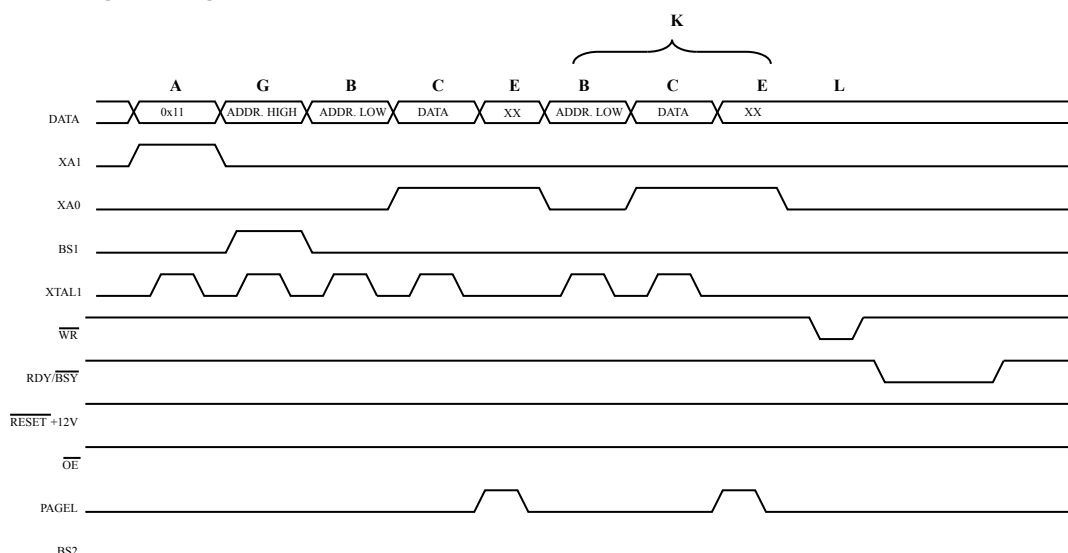 K
A G B C E B C E L
DATA 0x11 ADDR. HIGH ADDR. LOW DATA XX ADDR. LOW DATA XX
XA1
XA0
BS1
XTAL1
WR
RDY/BSY
RESET +12V
OE
PAGEL
BS2